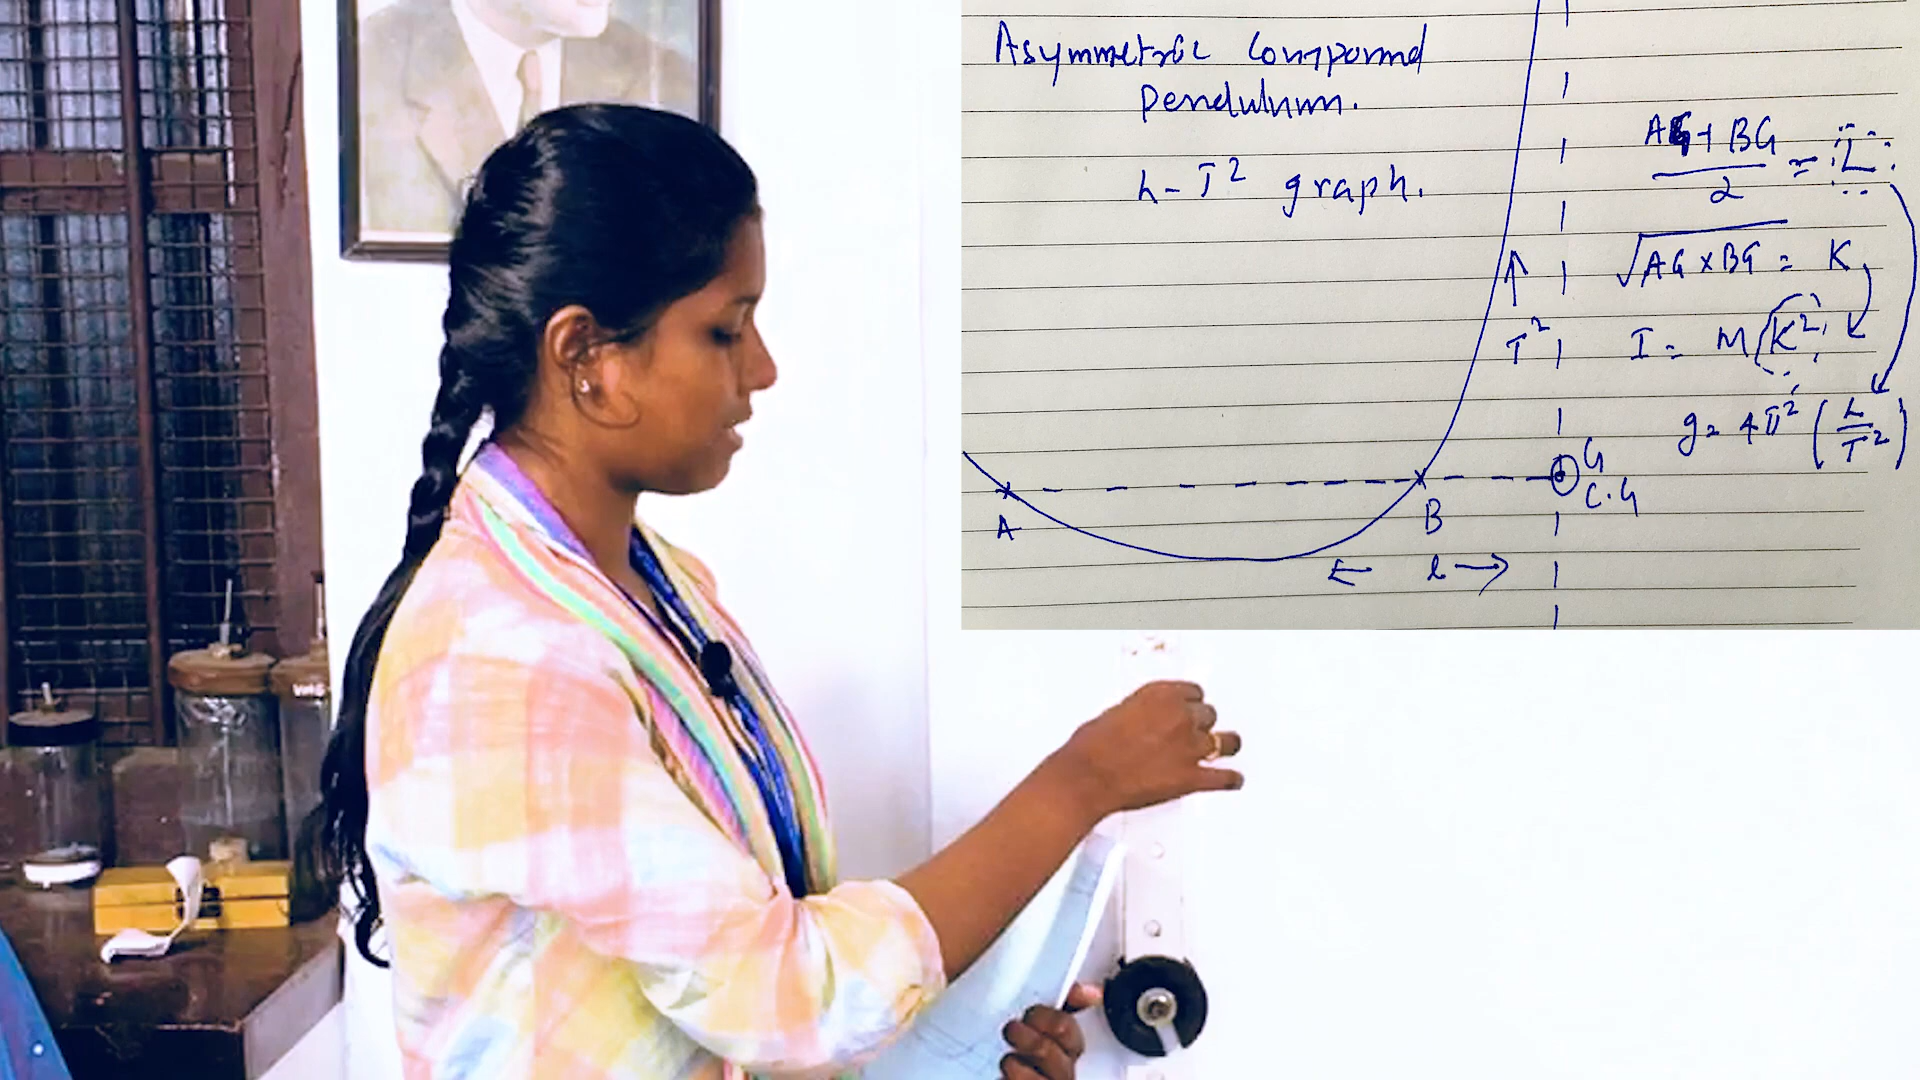 Asymmetric Compound
Pendulum.
h - T² graph.
AG + BG
2
= L
√AG × BG = K
I = M K²
g = 4π² (L/T²)
↑
T²
G
C.G
A
B
← l →